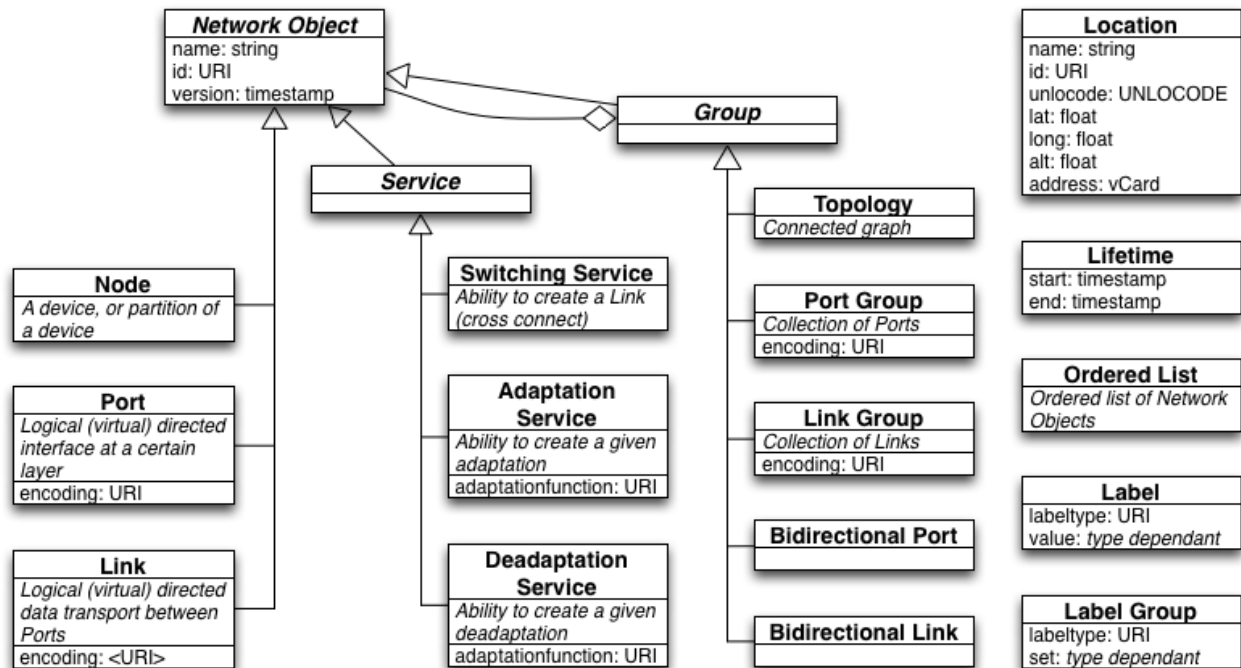 Network Object
name: string
id: URI
version: timestamp
Group
Service
Node
A device, or partition of
a device
Port
Logical (virtual) directed
interface at a certain
layer
encoding: URI
Link
Logical (virtual) directed
data transport between
Ports
encoding: <URI>
Switching Service
Ability to create a Link
(cross connect)
Adaptation
Service
Ability to create a given
adaptation
adaptationfunction: URI
Deadaptation
Service
Ability to create a given
deadaptation
adaptationfunction: URI
Topology
Connected graph
Port Group
Collection of Ports
encoding: URI
Link Group
Collection of Links
encoding: URI
Bidirectional Port
Bidirectional Link
Location
name: string
id: URI
unlocode: UNLOCODE
lat: float
long: float
alt: float
address: vCard
Lifetime
start: timestamp
end: timestamp
Ordered List
Ordered list of Network
Objects
Label
labeltype: URI
value: type dependant
Label Group
labeltype: URI
set: type dependant